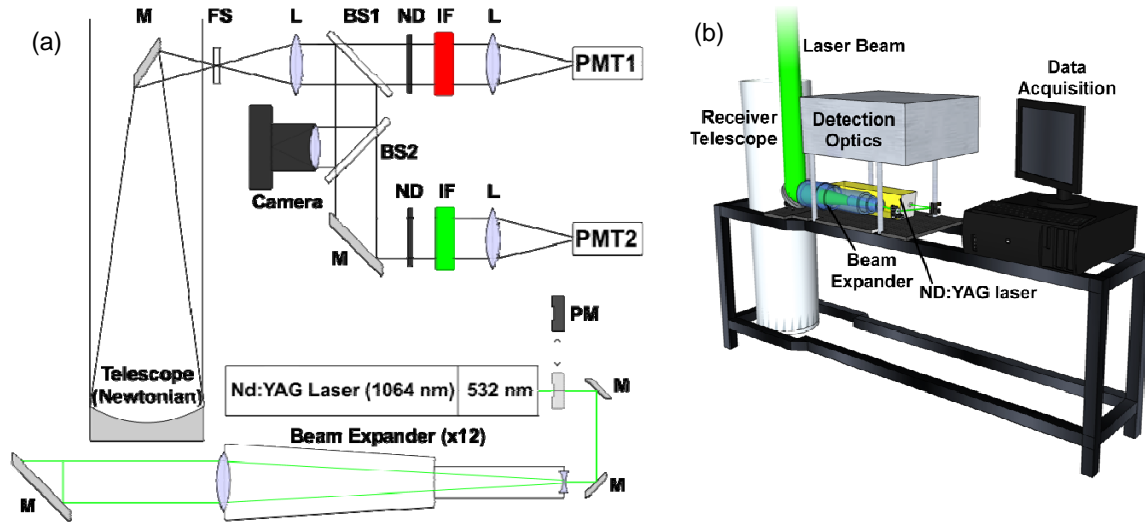 (a)
M
FS
L
BS1
ND
IF
L
PMT1
BS2
Camera
ND
IF
L
M
PMT2
PM
Telescope
(Newtonian)
Nd:YAG Laser (1064 nm)
532 nm
M
Beam Expander (x12)
M
M
(b)
Laser Beam
Data
Acquisition
Receiver
Telescope
Detection
Optics
Beam
Expander
ND:YAG laser